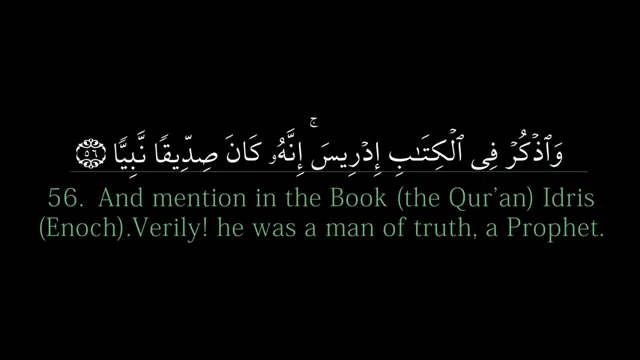 وَٱذْكُرْ فِى ٱلْكِتَـٰبِ إِدْرِيسَ ۚ إِنَّهُۥ كَانَ صِدِّيقًا نَّبِيًّا ٥٦
56. And mention in the Book (the Qur’an) Idris
(Enoch).Verily! he was a man of truth, a Prophet.